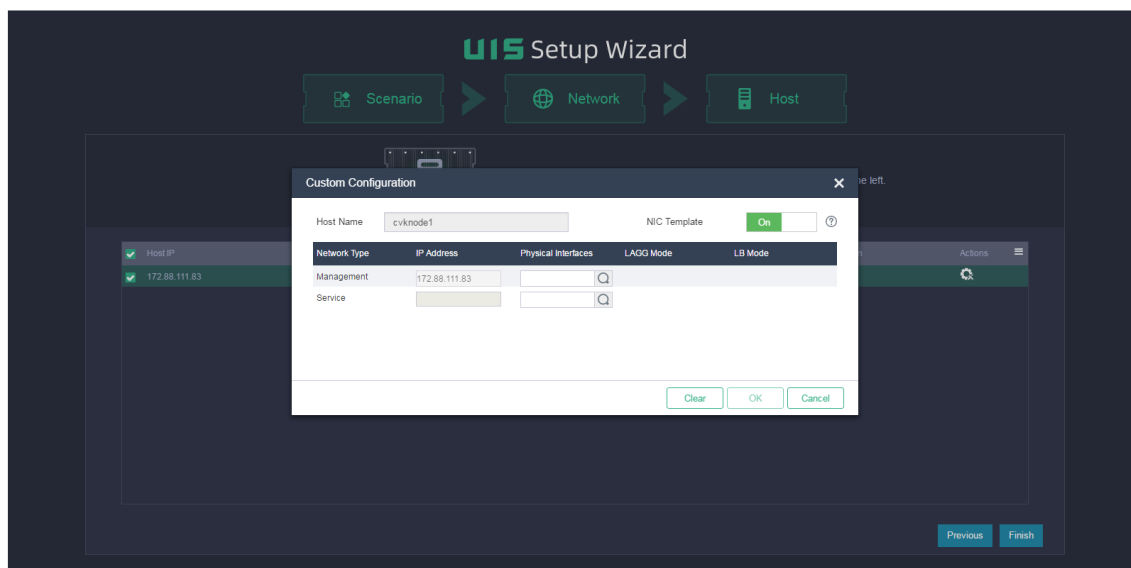 UIS Setup Wizard
Scenario
Network
Host
ne left.
Custom Configuration
Host Name
cvknode1
NIC Template
On
Host IP
Network Type
IP Address
Physical Interfaces
LAGG Mode
LB Mode
n
Actions
172.88.111.83
Management
172.88.111.83
Service
Clear
OK
Cancel
Previous
Finish